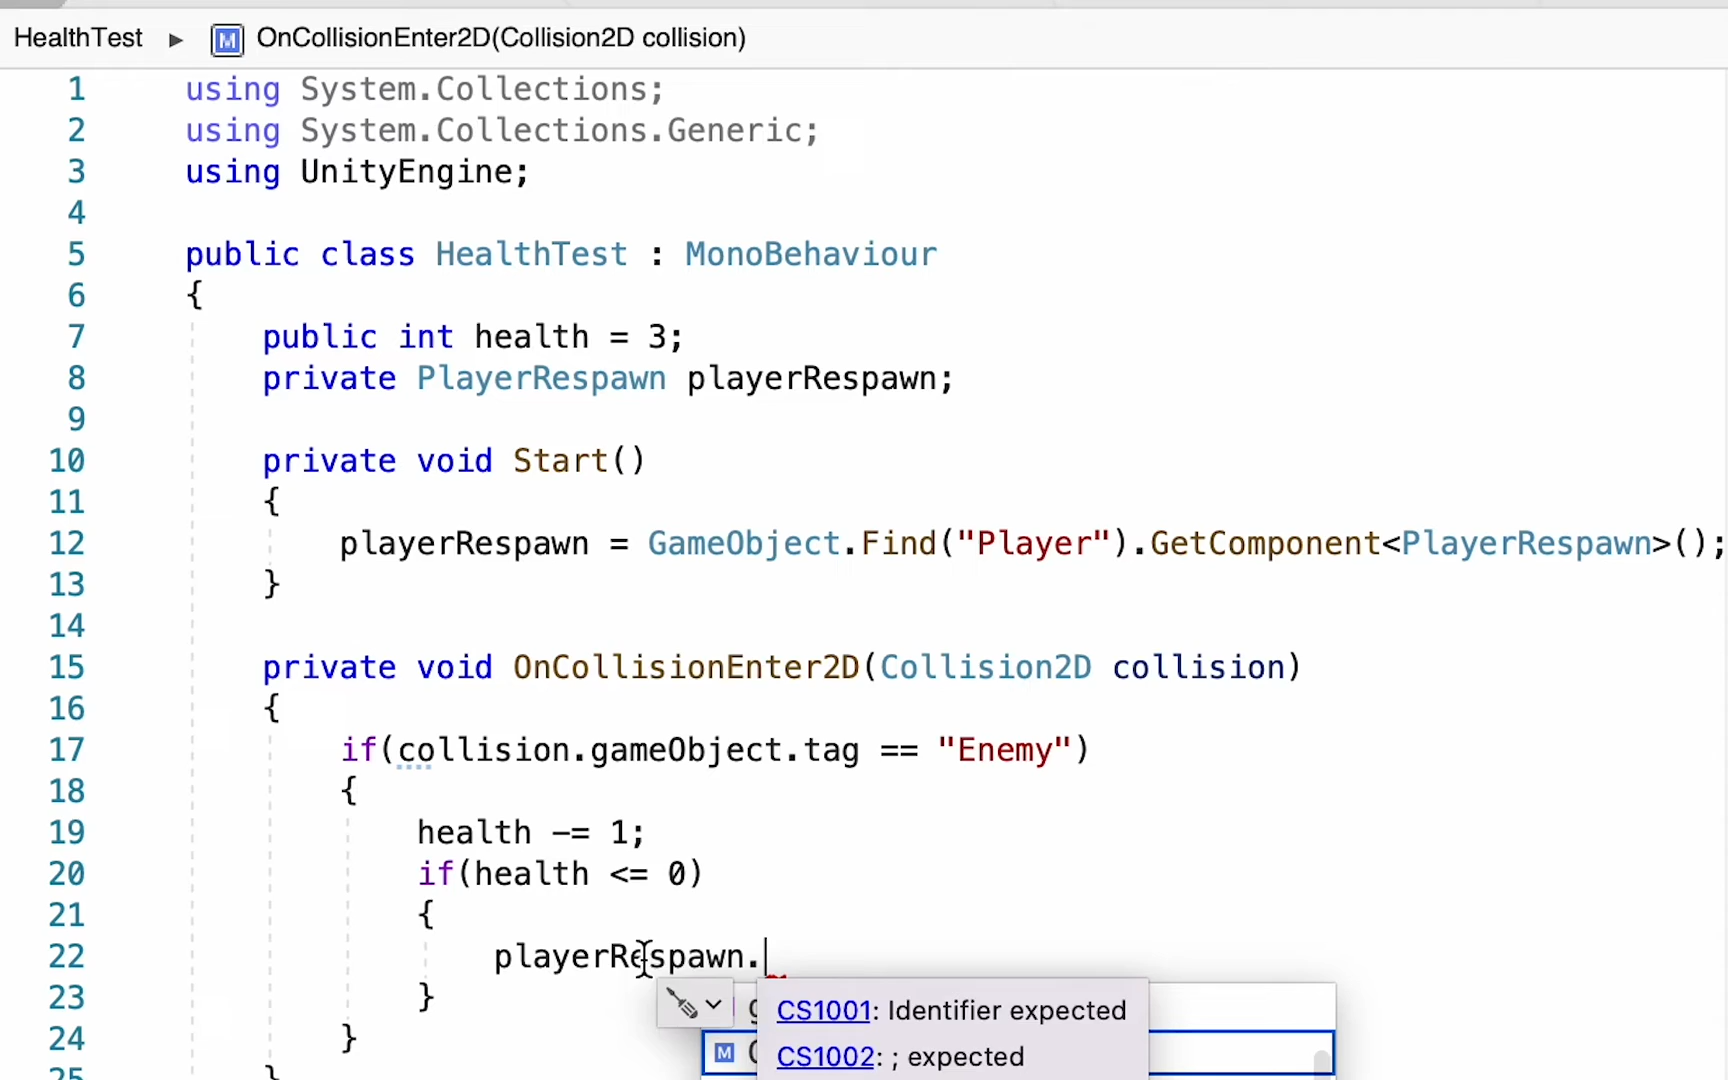 HealthTest ▸ M OnCollisionEnter2D(Collision2D collision)
1 using System.Collections;
2 using System.Collections.Generic;
3 using UnityEngine;
4
5 public class HealthTest : MonoBehaviour
6 {
7 public int health = 3;
8 private PlayerRespawn playerRespawn;
9
10 private void Start()
11 {
12 playerRespawn = GameObject.Find("Player").GetComponent<PlayerRespawn>();
13 }
14
15 private void OnCollisionEnter2D(Collision2D collision)
16 {
17 if(collision.gameObject.tag == "Enemy")
18 {
19 health -= 1;
20 if(health <= 0)
21 {
22 playerRespawn.
23 }
CS1001: Identifier expected
24 }
M
CS1002: ; expected
25 }